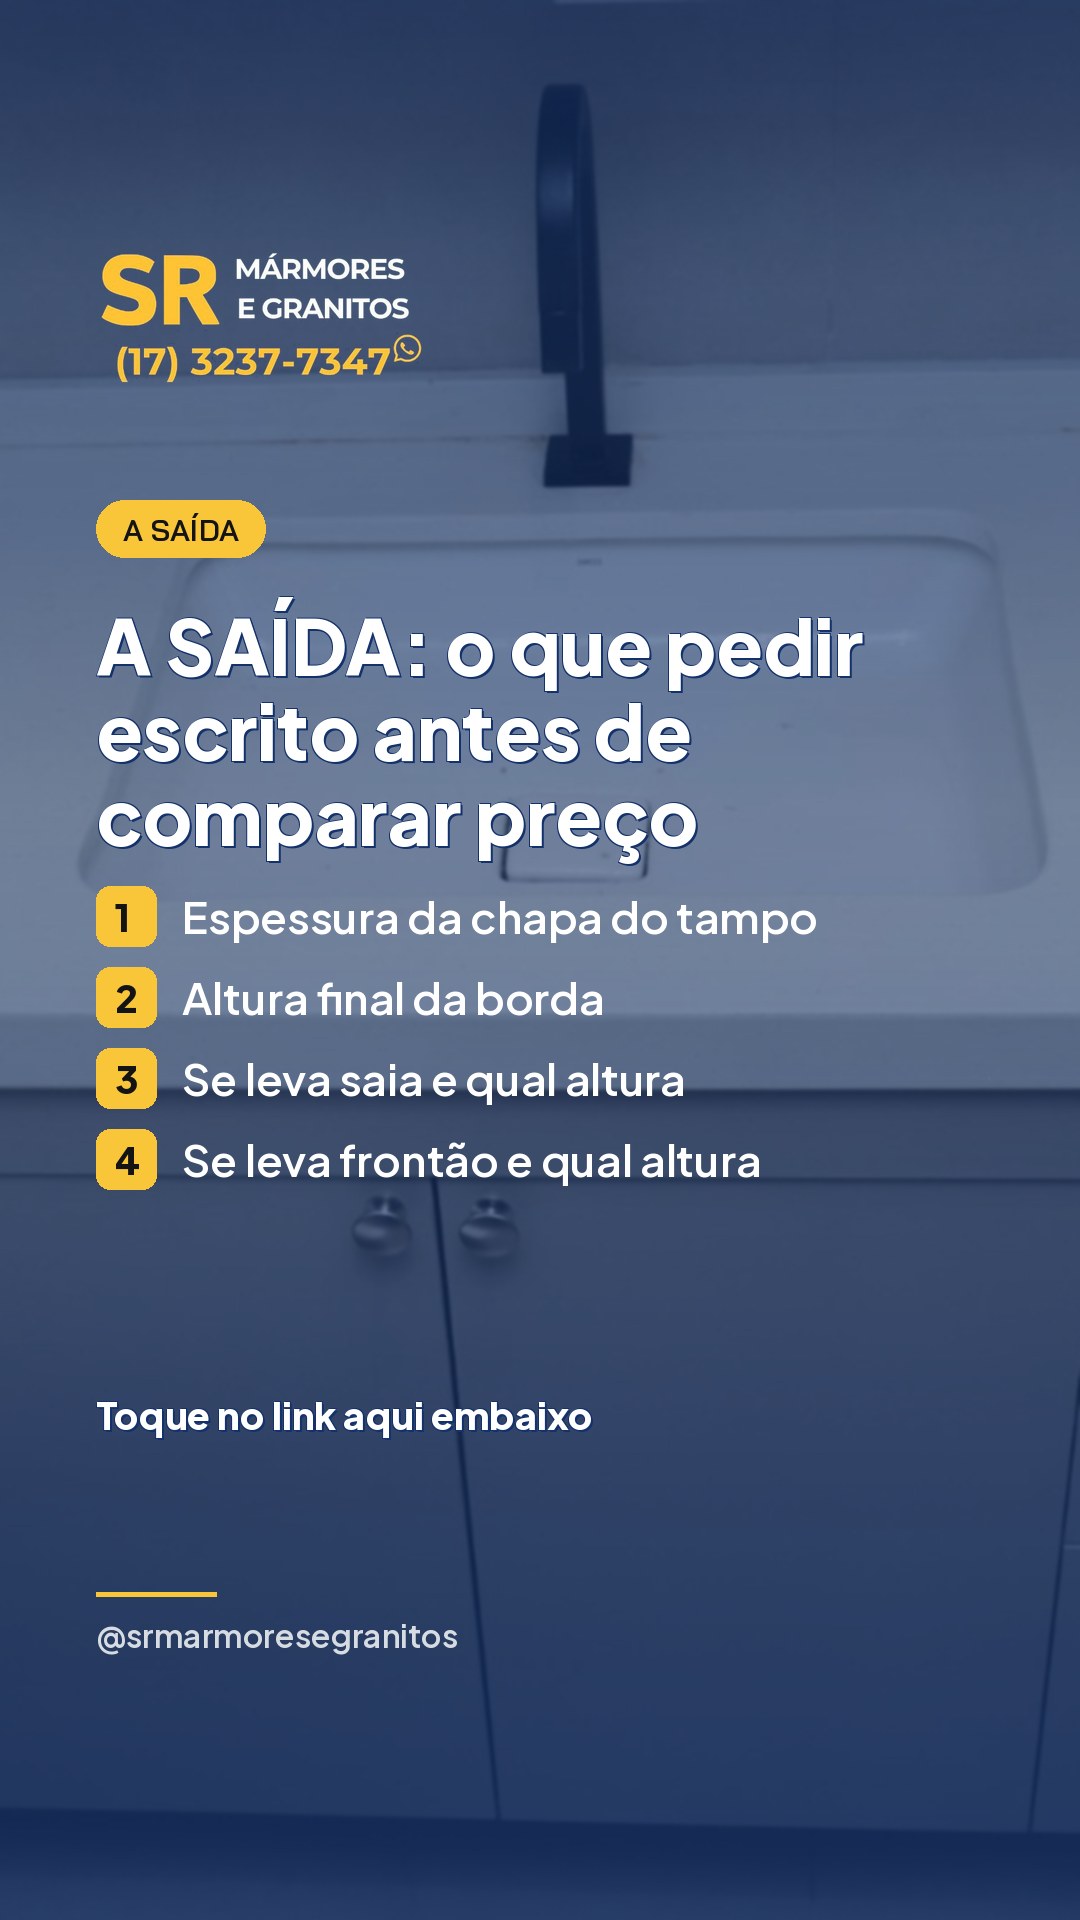 SR MÁRMORES
E GRANITOS
(17) 3237-7347
A SAÍDA
A SAÍDA: o que pedir
escrito antes de
comparar preço
1 Espessura da chapa do tampo
2 Altura final da borda
3 Se leva saia e qual altura
4 Se leva frontão e qual altura
Toque no link aqui embaixo
@srmarmoresegranitos